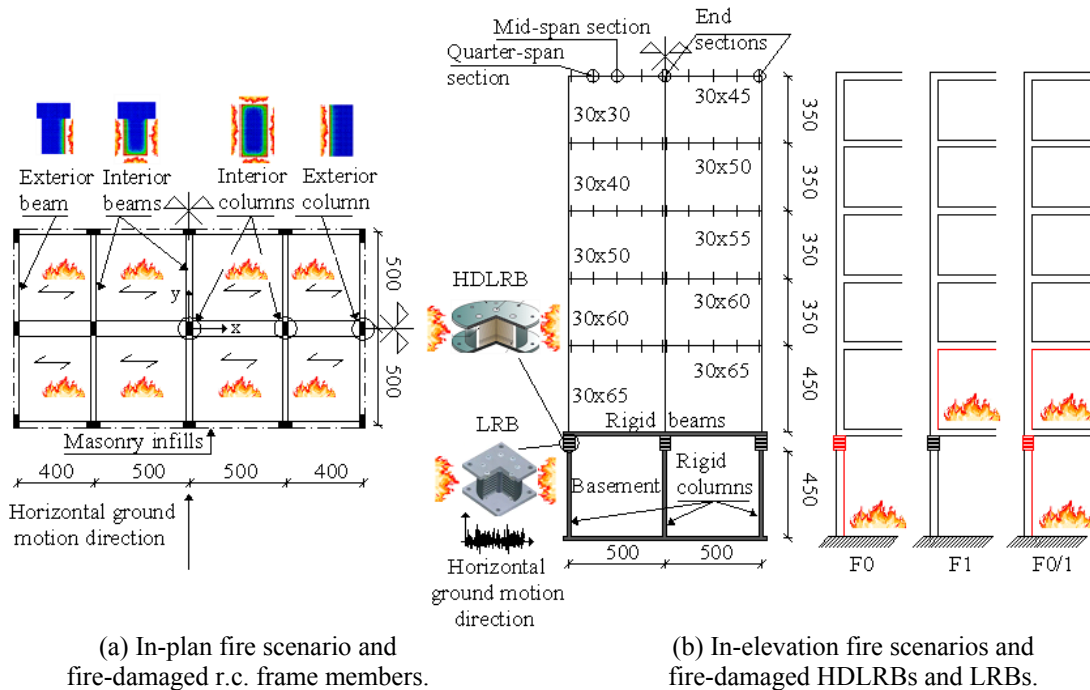 Mid-span section
Quarter-span
section
End
sections
Exterior
beam
Interior
beams
Interior
columns
Exterior
column
y
x
500
500
Masonry infills
400
500
500
400
Horizontal ground
motion direction
(a) In-plan fire scenario and
fire-damaged r.c. frame members.
30x30
30x45
350
30x40
30x50
350
30x50
30x55
350
HDLRB
30x60
30x60
350
30x65
30x65
450
Rigid beams
LRB
Basement
Rigid
columns
450
500
500
Horizontal
ground motion
direction
F0
F1
F0/1
(b) In-elevation fire scenarios and
fire-damaged HDLRBs and LRBs.